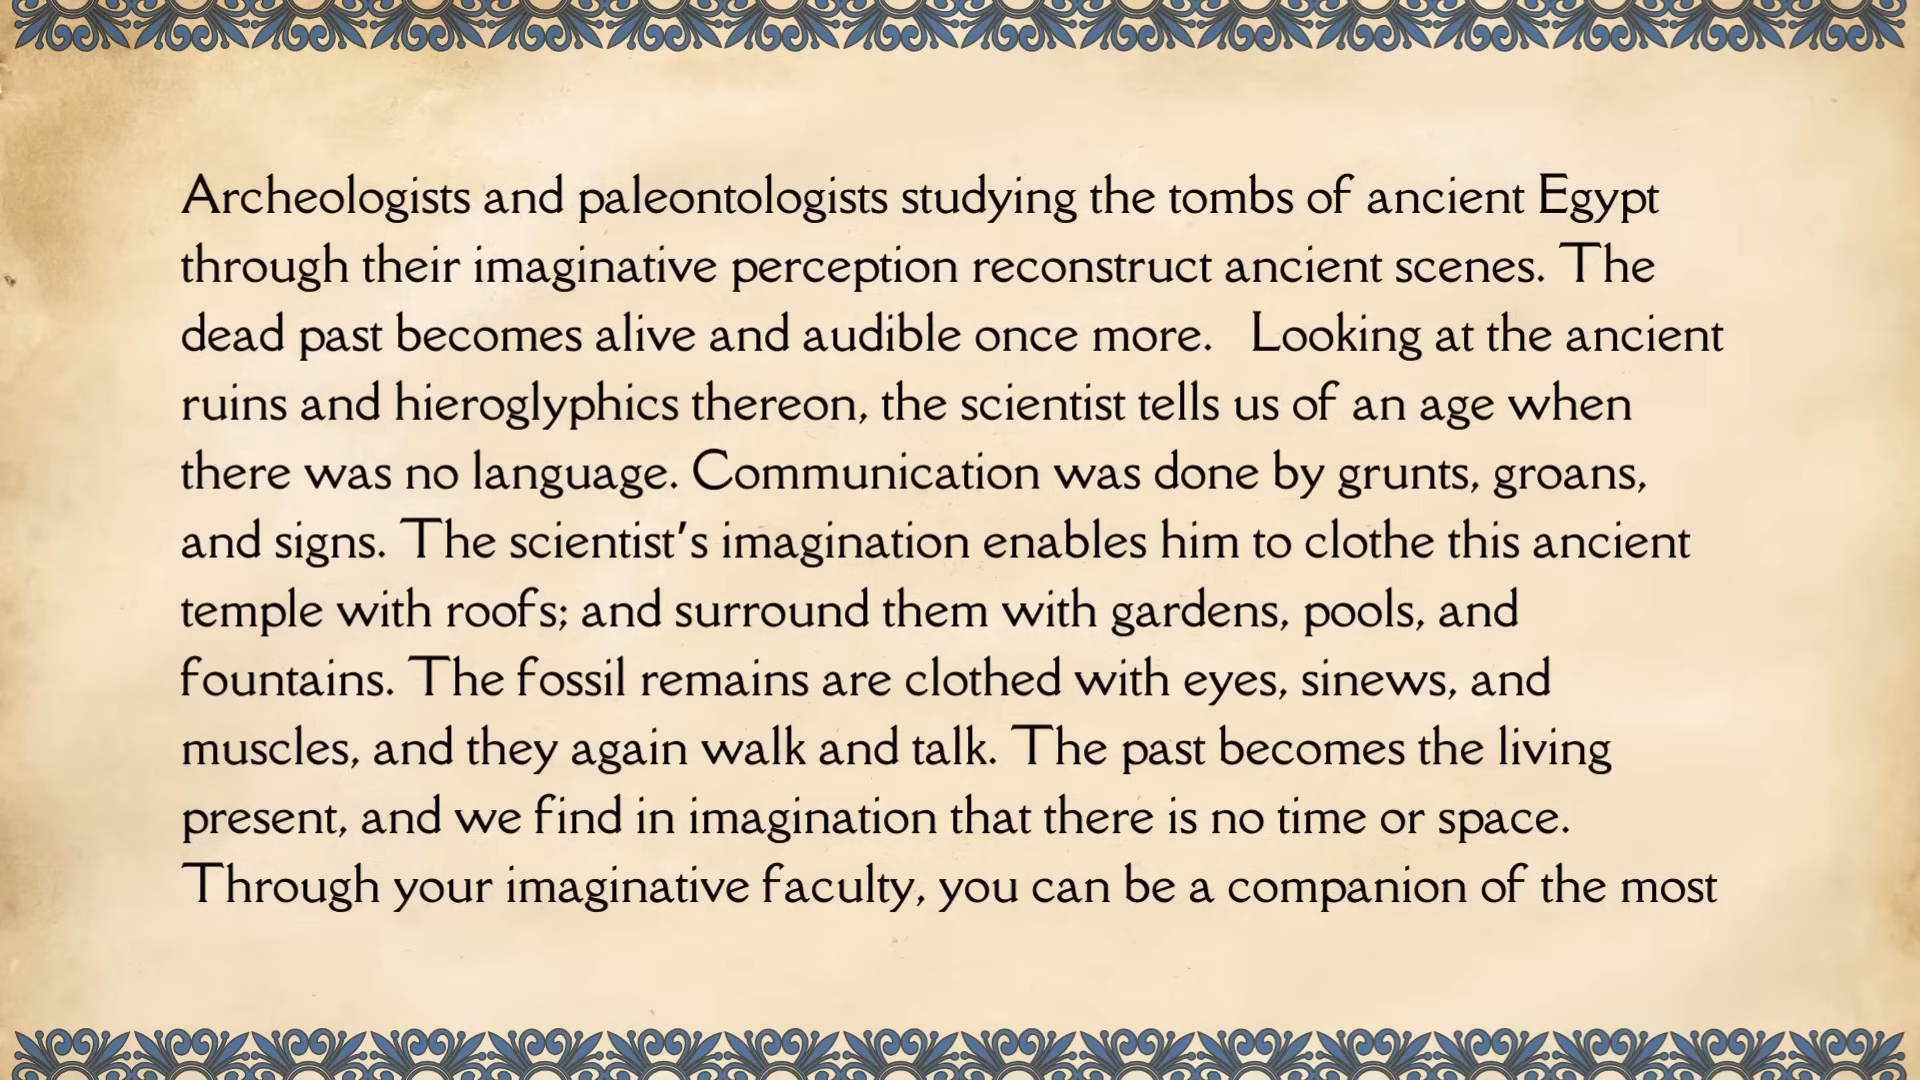 Archeologists and paleontologists studying the tombs of ancient Egypt
through their imaginative perception reconstruct ancient scenes. The
dead past becomes alive and audible once more.   Looking at the ancient
ruins and hieroglyphics thereon, the scientist tells us of an age when
there was no language. Communication was done by grunts, groans,
and signs. The scientist's imagination enables him to clothe this ancient
temple with roofs; and surround them with gardens, pools, and
fountains. The fossil remains are clothed with eyes, sinews, and
muscles, and they again walk and talk. The past becomes the living
present, and we find in imagination that there is no time or space.
Through your imaginative faculty, you can be a companion of the most